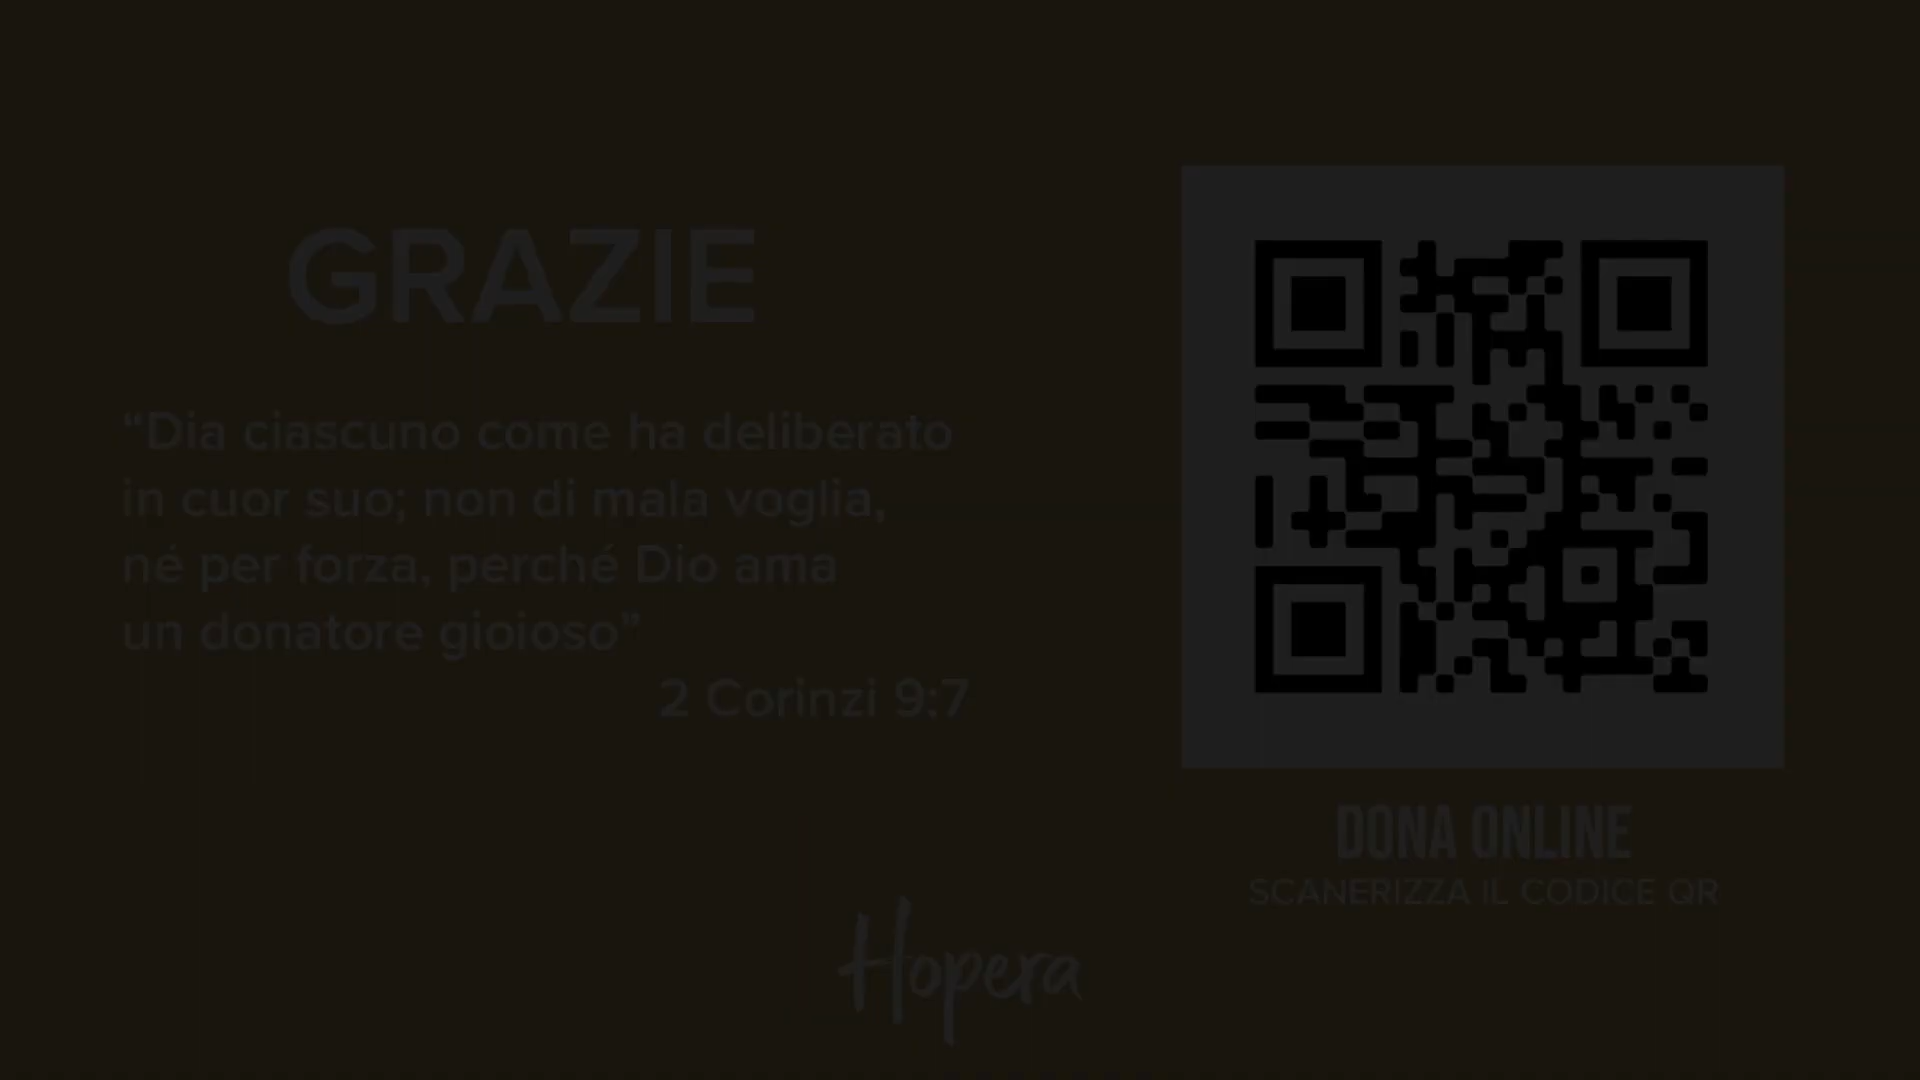 GRAZIE
“Dia ciascuno come ha deliberato
in cuor suo; non di mala voglia,
né per forza, perché Dio ama
un donatore gioioso”
2 Corinzi 9:7
DONA ONLINE
SCANERIZZA IL CODICE QR
Hopera